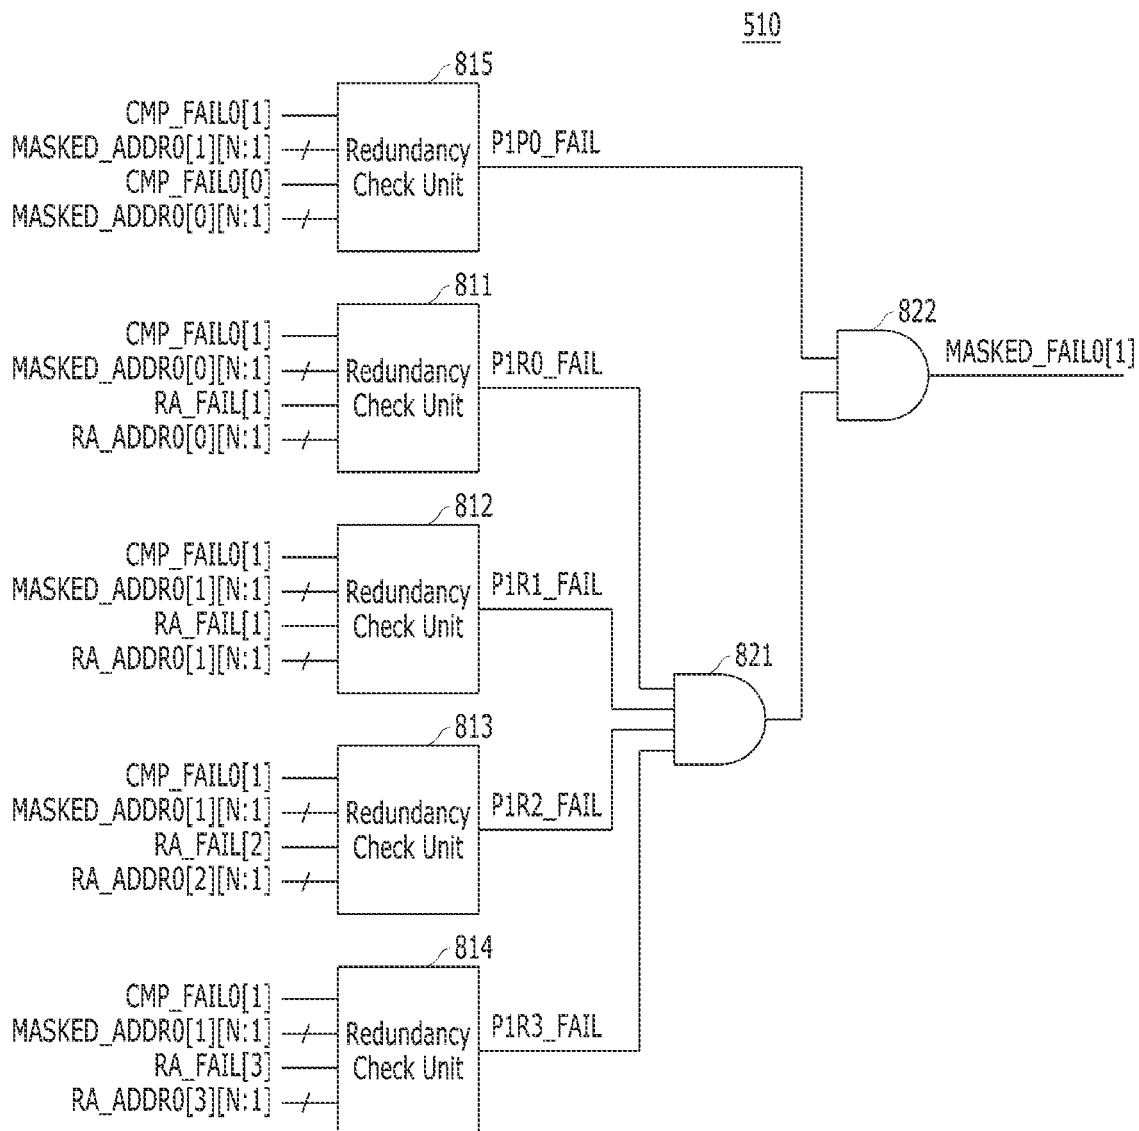 510
815
CMP_FAIL0[1]
MASKED_ADDR0[1][N:1]
CMP_FAIL0[0]
MASKED_ADDR0[0][N:1]
Redundancy
Check Unit
P1P0_FAIL
811
CMP_FAIL0[1]
MASKED_ADDR0[0][N:1]
RA_FAIL[1]
RA_ADDR0[0][N:1]
Redundancy
Check Unit
P1R0_FAIL
822
MASKED_FAIL0[1]
812
CMP_FAIL0[1]
MASKED_ADDR0[1][N:1]
RA_FAIL[1]
RA_ADDR0[1][N:1]
Redundancy
Check Unit
P1R1_FAIL
821
813
CMP_FAIL0[1]
MASKED_ADDR0[1][N:1]
RA_FAIL[2]
RA_ADDR0[2][N:1]
Redundancy
Check Unit
P1R2_FAIL
814
CMP_FAIL0[1]
MASKED_ADDR0[1][N:1]
RA_FAIL[3]
RA_ADDR0[3][N:1]
Redundancy
Check Unit
P1R3_FAIL